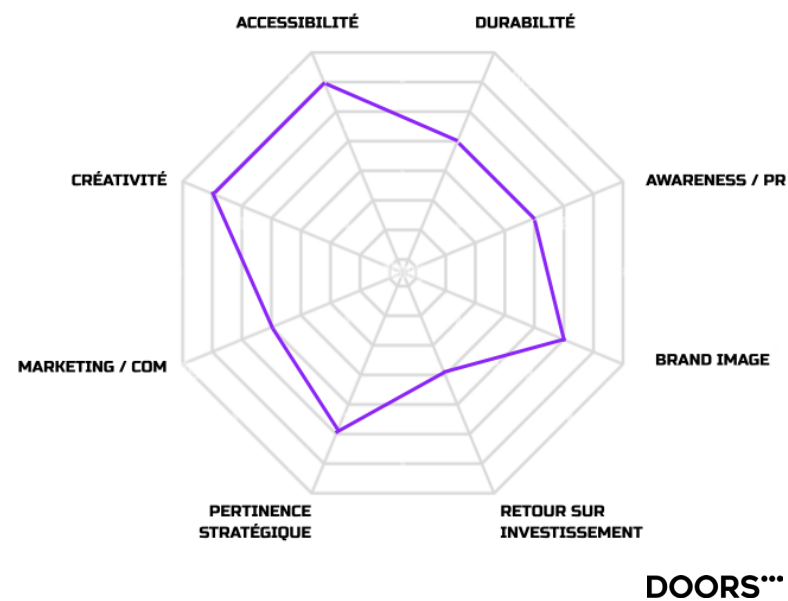 ACCESSIBILITÉ
DURABILITÉ
CRÉATIVITÉ
AWARENESS / PR
MARKETING / COM
BRAND IMAGE
PERTINENCE
STRATÉGIQUE
RETOUR SUR
INVESTISSEMENT
DOORS•••